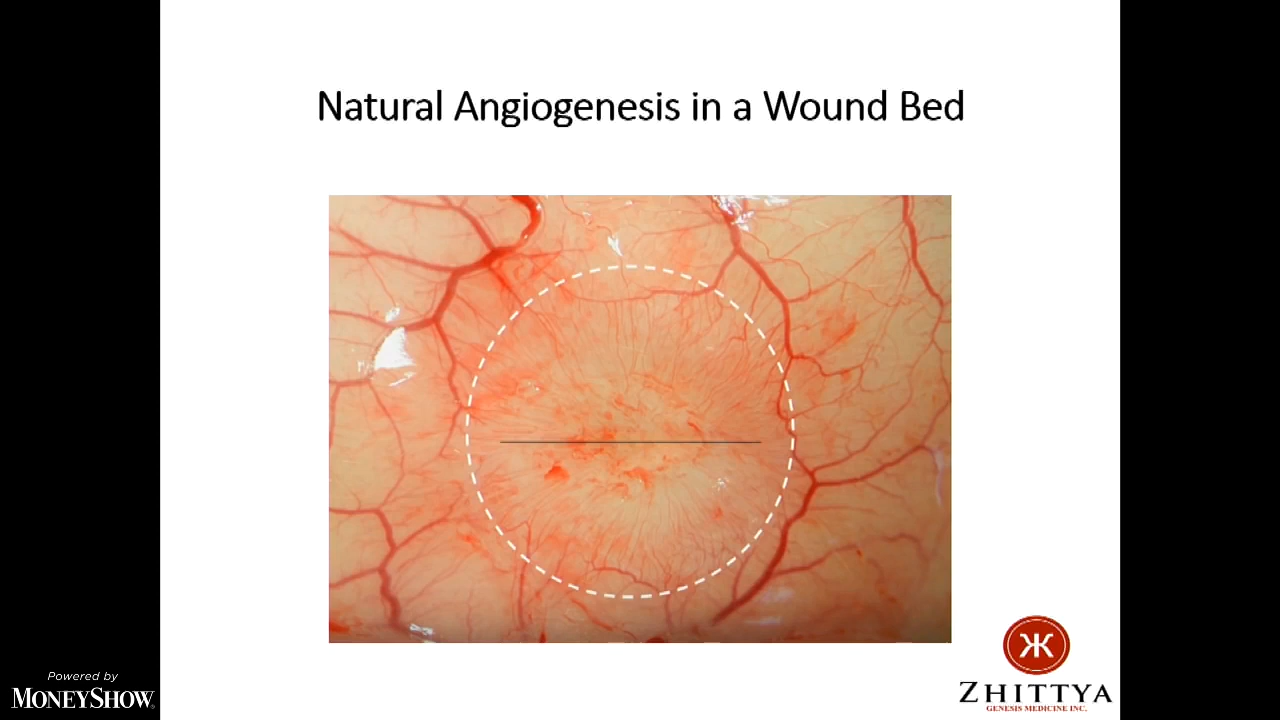 Natural Angiogenesis in a Wound Bed
ZHITTYA
GENESIS MEDICINE INC.
Powered by
MONEYSHOW